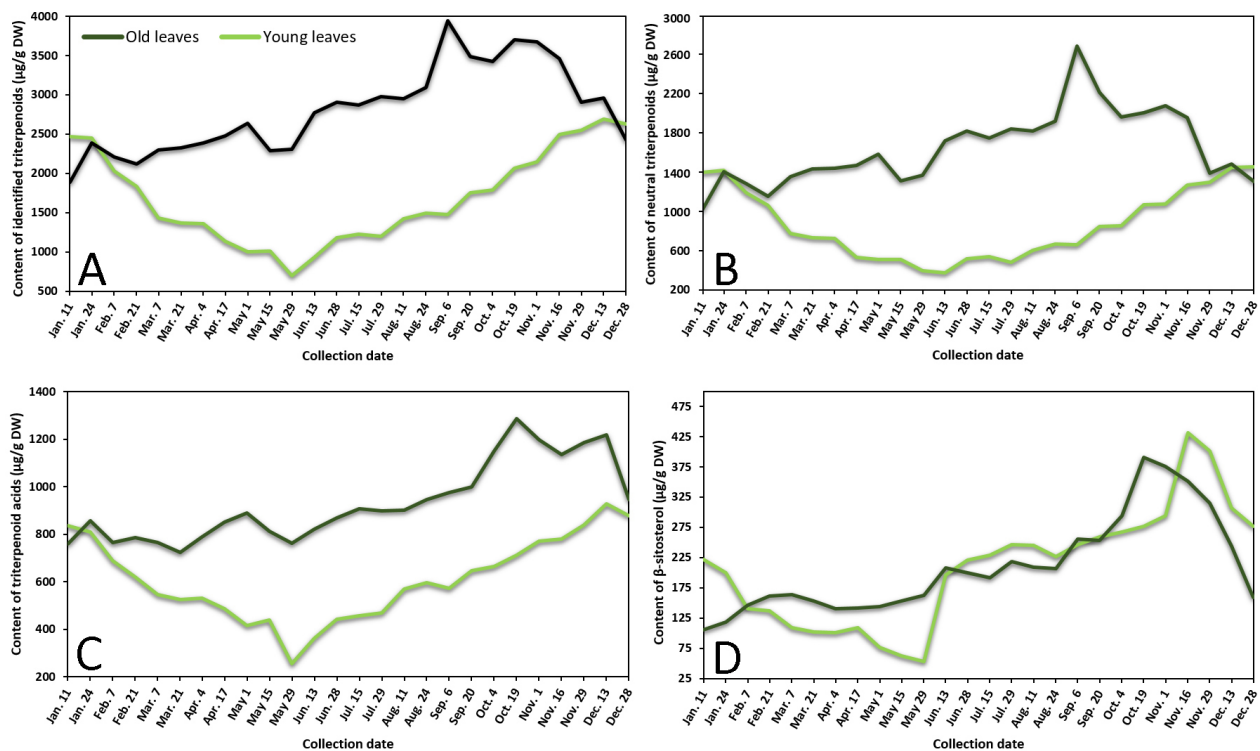 Content of identified triterpenoids (µg/g DW)
4000
3500
3000
2500
2000
1500
1000
500
Old leaves
Young leaves
A
Jan. 11
Jan. 24
Feb. 7
Feb. 21
Mar. 7
Mar. 21
Apr. 4
Apr. 17
May 1
May 15
May 29
Jun. 13
Jun. 28
Jul. 15
Jul. 29
Aug. 11
Aug. 24
Sep. 6
Sep. 20
Oct. 4
Oct. 19
Nov. 1
Nov. 16
Nov. 29
Dec. 13
Dec. 28
Collection date
Content of neutral triterpenoids (µg/g DW)
3000
2600
2200
1800
1400
1000
600
200
B
Jan. 11
Jan. 24
Feb. 7
Feb. 21
Mar. 7
Mar. 21
Apr. 4
Apr. 17
May 1
May 15
May 29
Jun. 13
Jun. 28
Jul. 15
Jul. 29
Aug. 11
Aug. 24
Sep. 6
Sep. 20
Oct. 4
Oct. 19
Nov. 1
Nov. 16
Nov. 29
Dec. 13
Dec. 28
Collection date
Content of triterpenoid acids (µg/g DW)
1400
1200
1000
800
600
400
200
C
Jan. 11
Jan. 24
Feb. 7
Feb. 21
Mar. 7
Mar. 21
Apr. 4
Apr. 17
May 1
May 15
May 29
Jun. 13
Jun. 28
Jul. 15
Jul. 29
Aug. 11
Aug. 24
Sep. 6
Sep. 20
Oct. 4
Oct. 19
Nov. 1
Nov. 16
Nov. 29
Dec. 13
Dec. 28
Collection date
Content of β-sitosterol (µg/g DW)
475
425
375
325
275
225
175
125
75
25
D
Jan. 11
Jan. 24
Feb. 7
Feb. 21
Mar. 7
Mar. 21
Apr. 4
Apr. 17
May 1
May 15
May 29
Jun. 13
Jun. 28
Jul. 15
Jul. 29
Aug. 11
Aug. 24
Sep. 6
Sep. 20
Oct. 4
Oct. 19
Nov. 1
Nov. 16
Nov. 29
Dec. 13
Dec. 28
Collection date